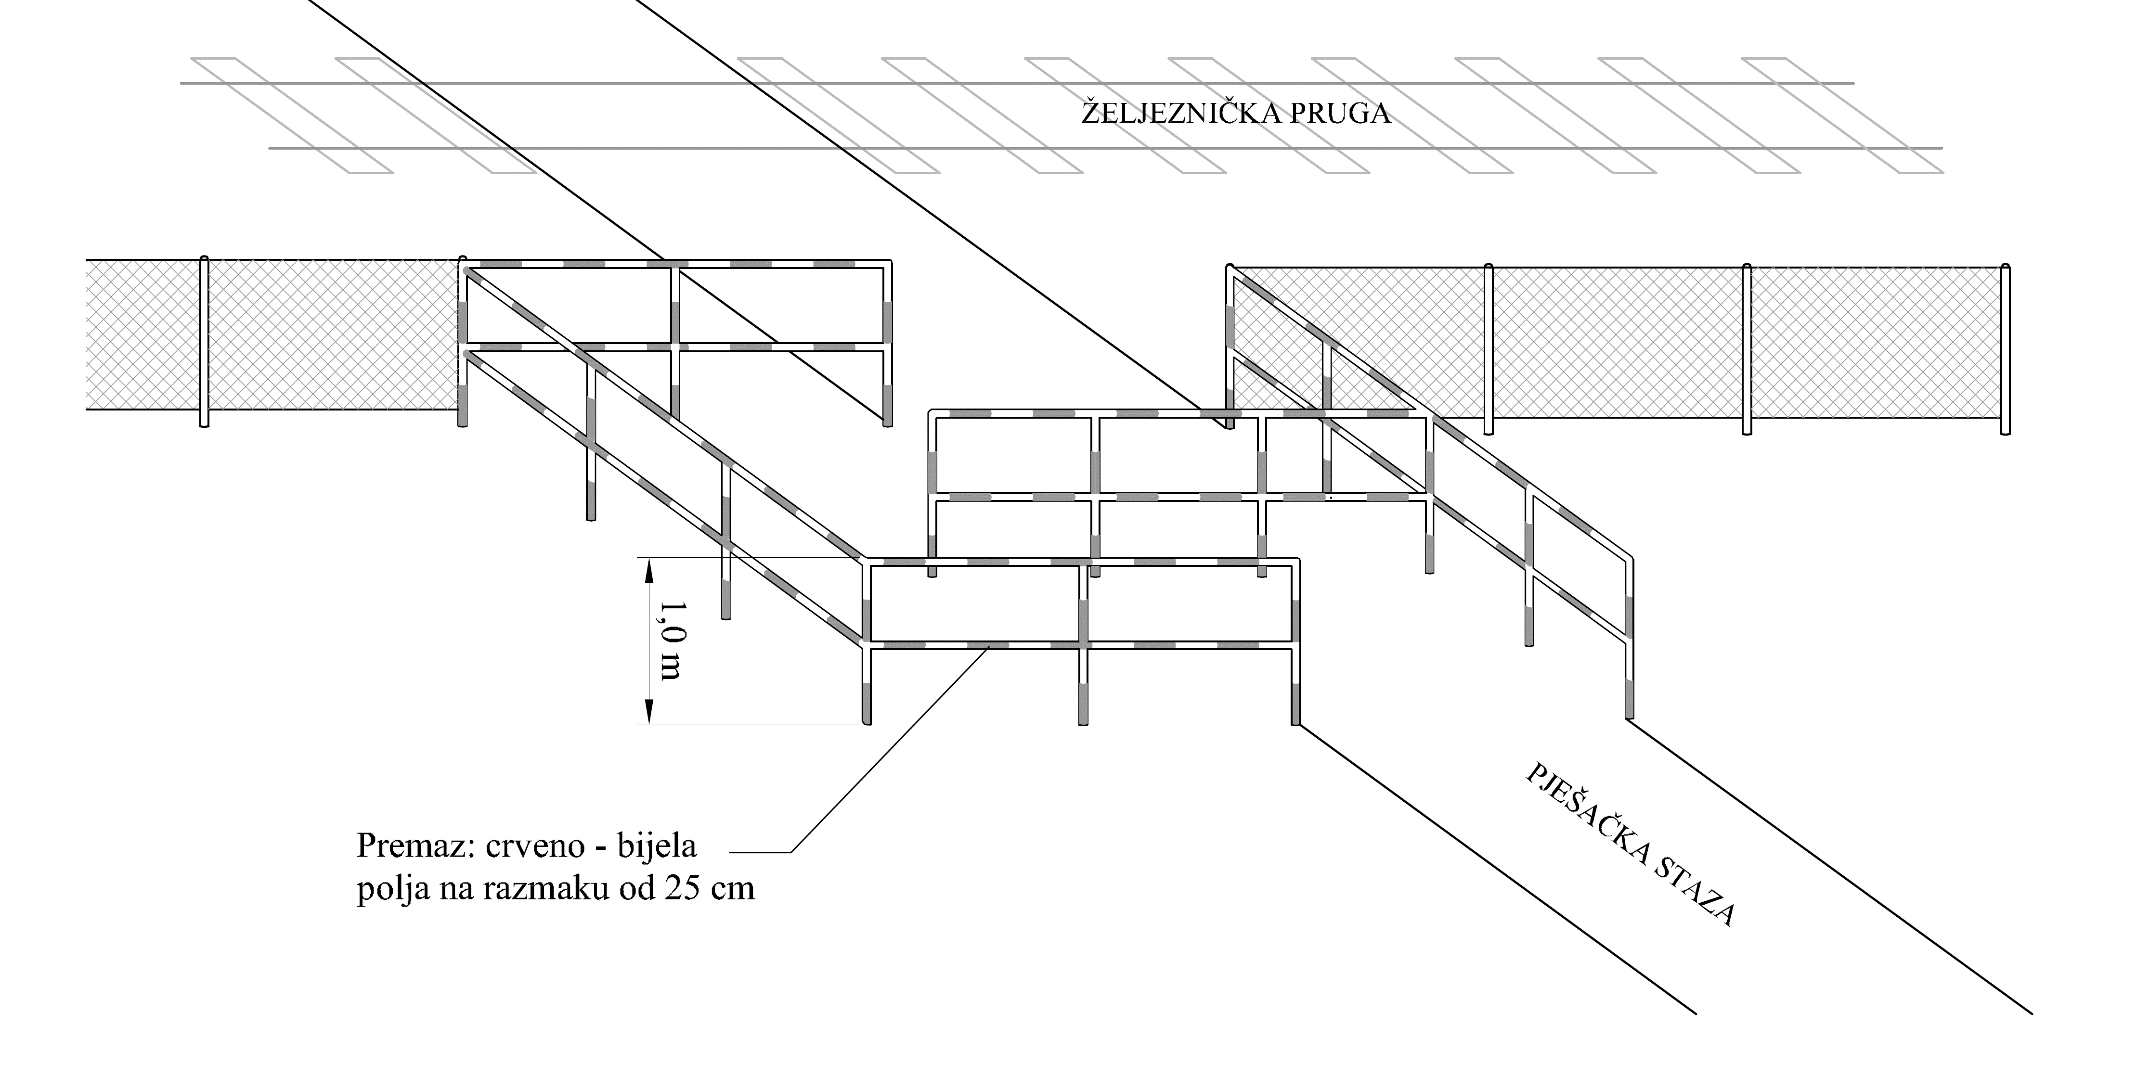 ŽELJEZNIČKA PRUGA
1,0 m
Premaz: crveno - bijela
polja na razmaku od 25 cm
PJEŠAČKA STAZA